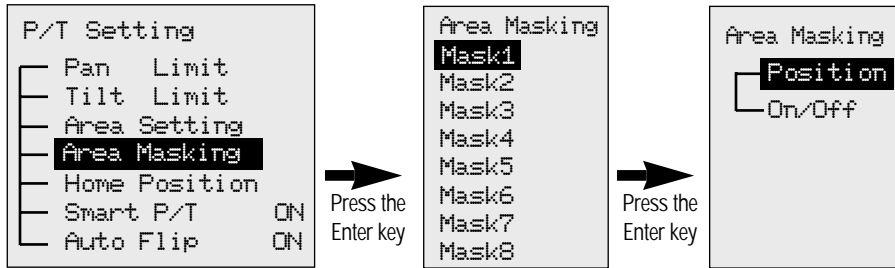 P/T Setting
Pan Limit
Tilt Limit
Area Setting
Area Masking
Home Position
Smart P/T ON
Auto Flip ON
Press the
Enter key
Area Masking
Mask1
Mask2
Mask3
Mask4
Mask5
Mask6
Mask7
Mask8
Press the
Enter key
Area Masking
Position
On/Off